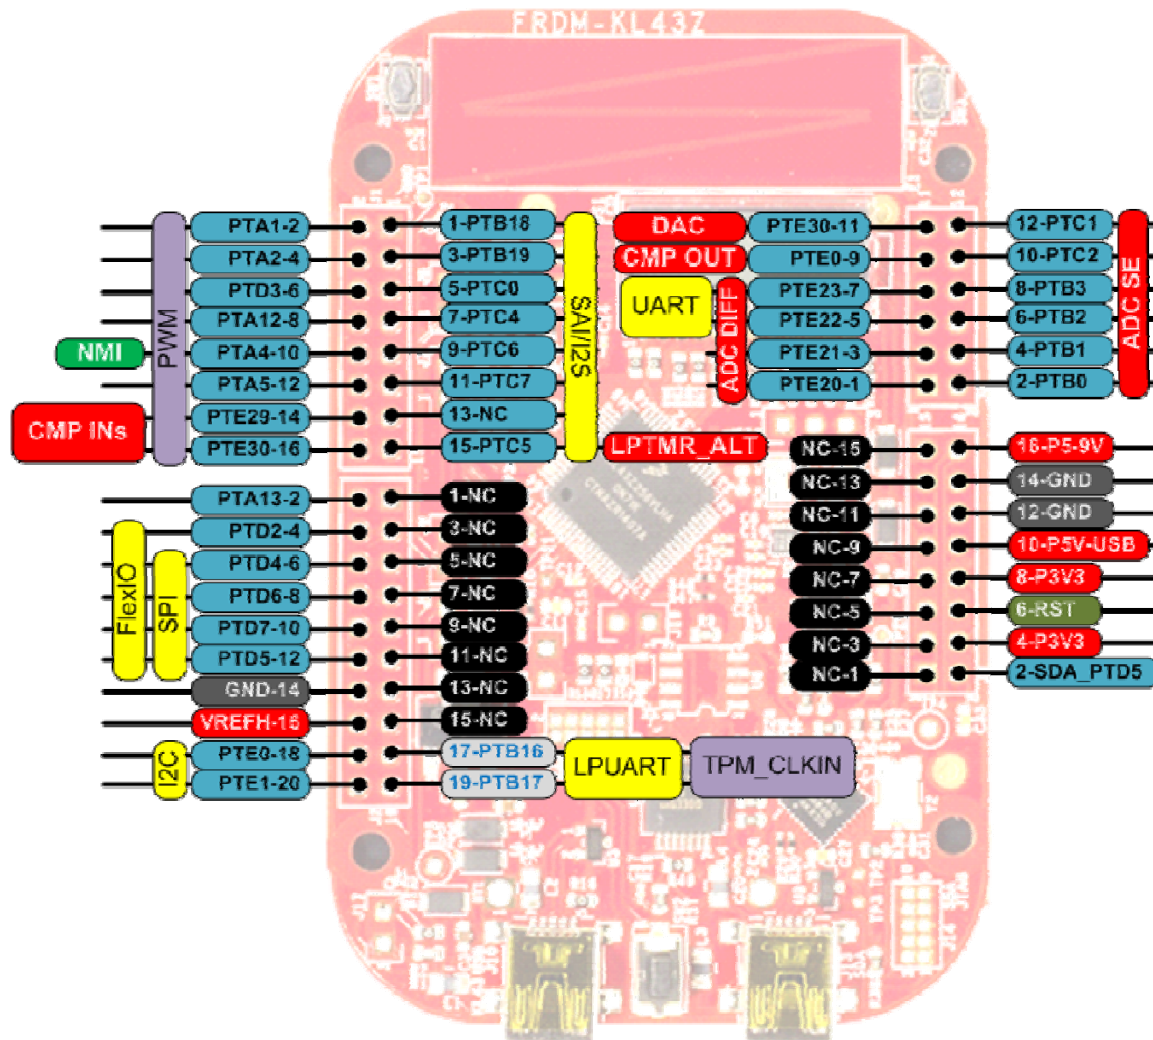 FRDM-KL43Z
PTA1-2
1-PTB18
DAC
PTE30-11
12-PTC1
PTA2-4
3-PTB19
CMP OUT
PTE0-9
10-PTC2
PTD3-6
5-PTC0
UART
PTE23-7
8-PTB3
PTA12-8
7-PTC4
PTE22-5
6-PTB2
NMI
PWM
PTA4-10
9-PTC6
SAI/I2S
ADC DIFF
PTE21-3
4-PTB1
ADC SE
PTA5-12
11-PTC7
PTE20-1
2-PTB0
CMP INs
PTE29-14
13-NC
PTE30-16
15-PTC5
LPTMR_ALT
NC-15
16-P5-9V
NC-13
14-GND
PTA13-2
1-NC
NC-11
12-GND
PTD2-4
3-NC
NC-9
10-P5V-USB
PTD4-6
5-NC
NC-7
8-P3V3
FlexIO
SPI
PTD6-8
7-NC
NC-5
6-RST
PTD7-10
9-NC
NC-3
4-P3V3
PTD5-12
11-NC
NC-1
2-SDA_PTD5
GND-14
13-NC
VREFH-16
15-NC
I2C
PTE0-18
17-PTB16
LPUART
TPM_CLKIN
PTE1-20
19-PTB17